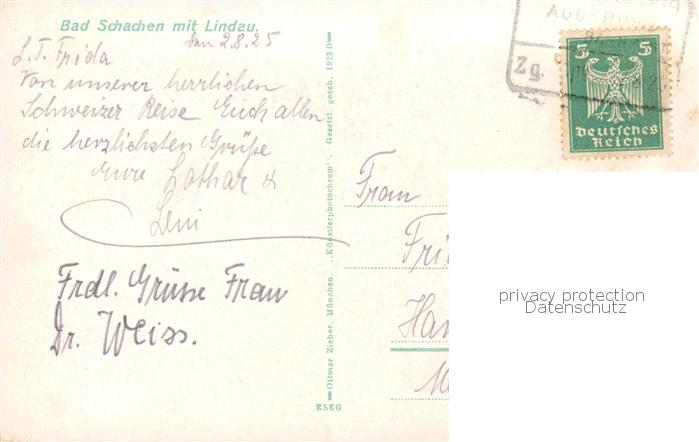 Bad Schachen mit Lindau.
den 2.8.25
L. T. Frida
Von unserer herrlichen
Schweizer Reise Euch allen
die herzlichsten Grüße
Eure Lothar &
Leni
Frdl. Grüsse Frau
Dr. Weiss.
Ottmar Zieher, München. „Künstlerphotochrom" Gesetzl. gesch. 1923 D
ESEG
Zg.
5 5
Deutsches
Reich
Frau
Fri
Ha
privacy protection
Datenschutz